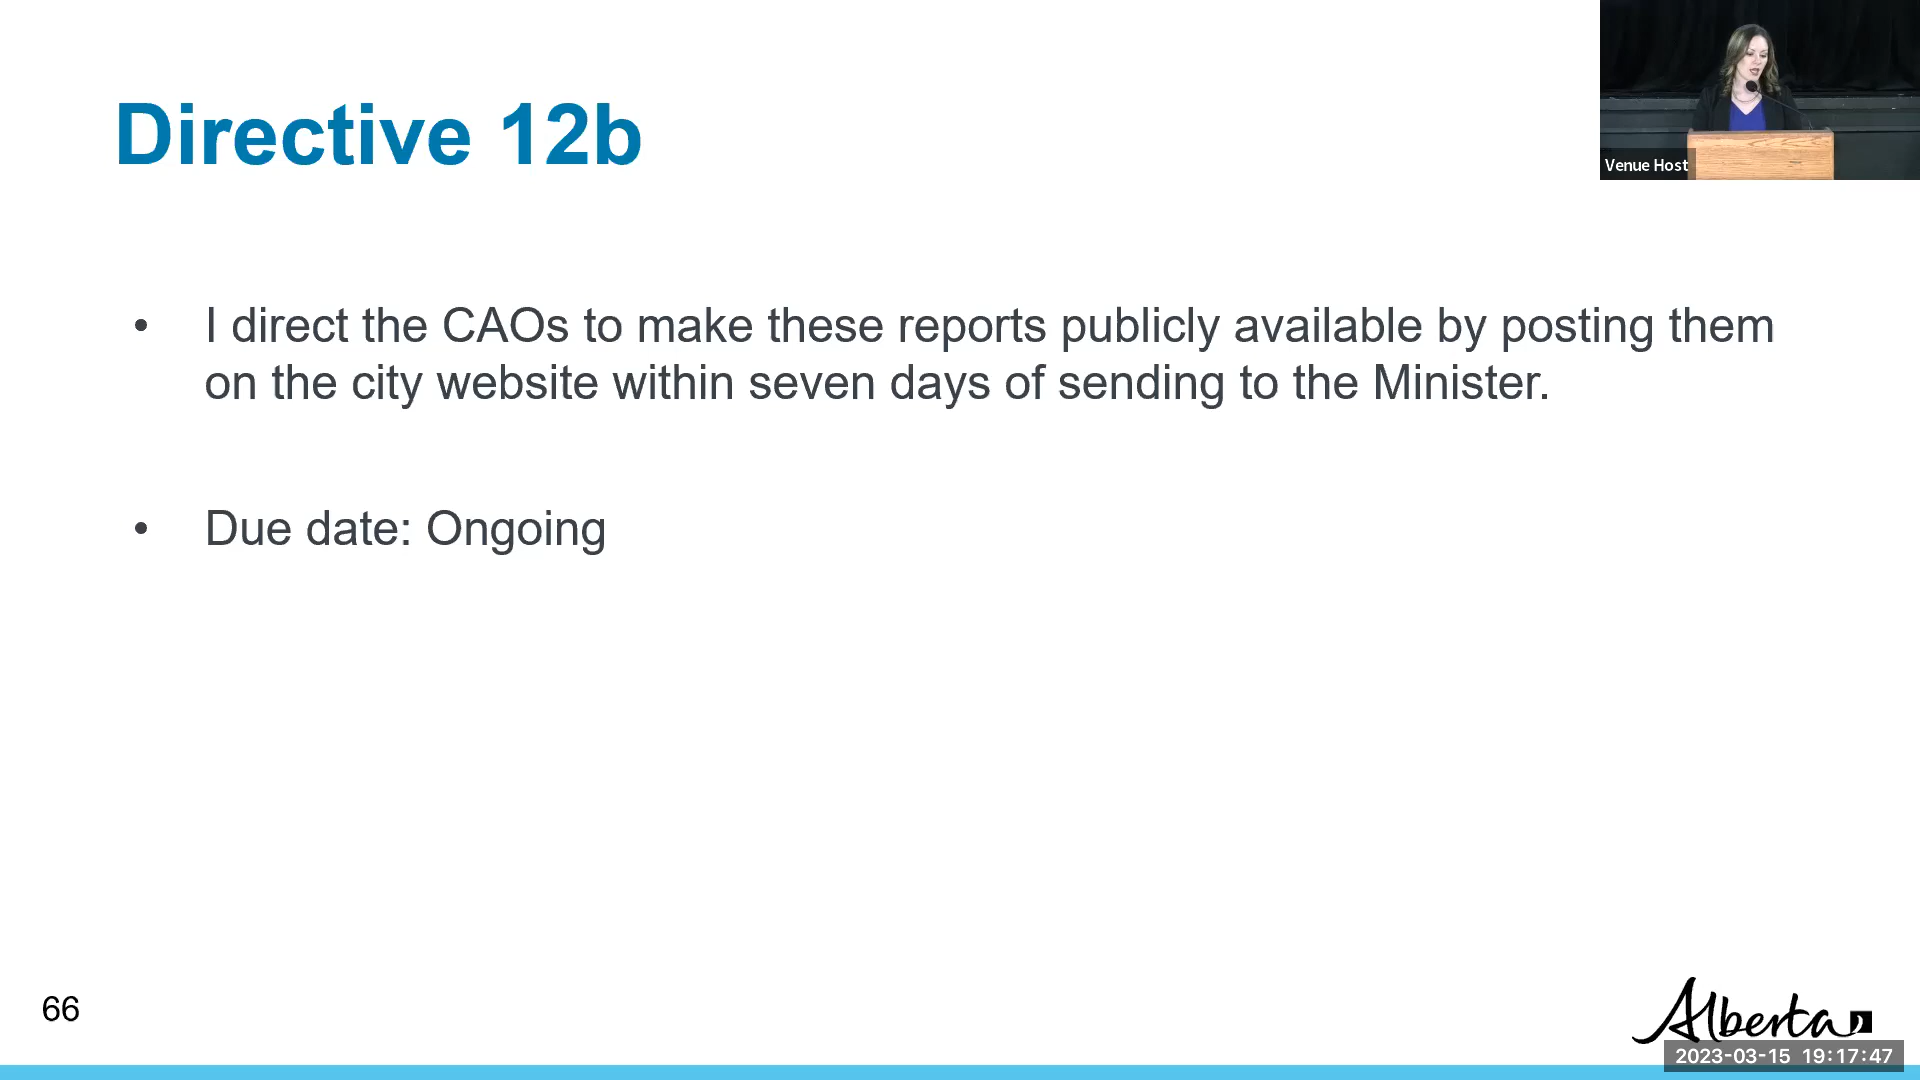 Directive 12b
Venue Host
• I direct the CAOs to make these reports publicly available by posting them
on the city website within seven days of sending to the Minister.
• Due date: Ongoing
66
Alberta
2023-03-15 19:17:47